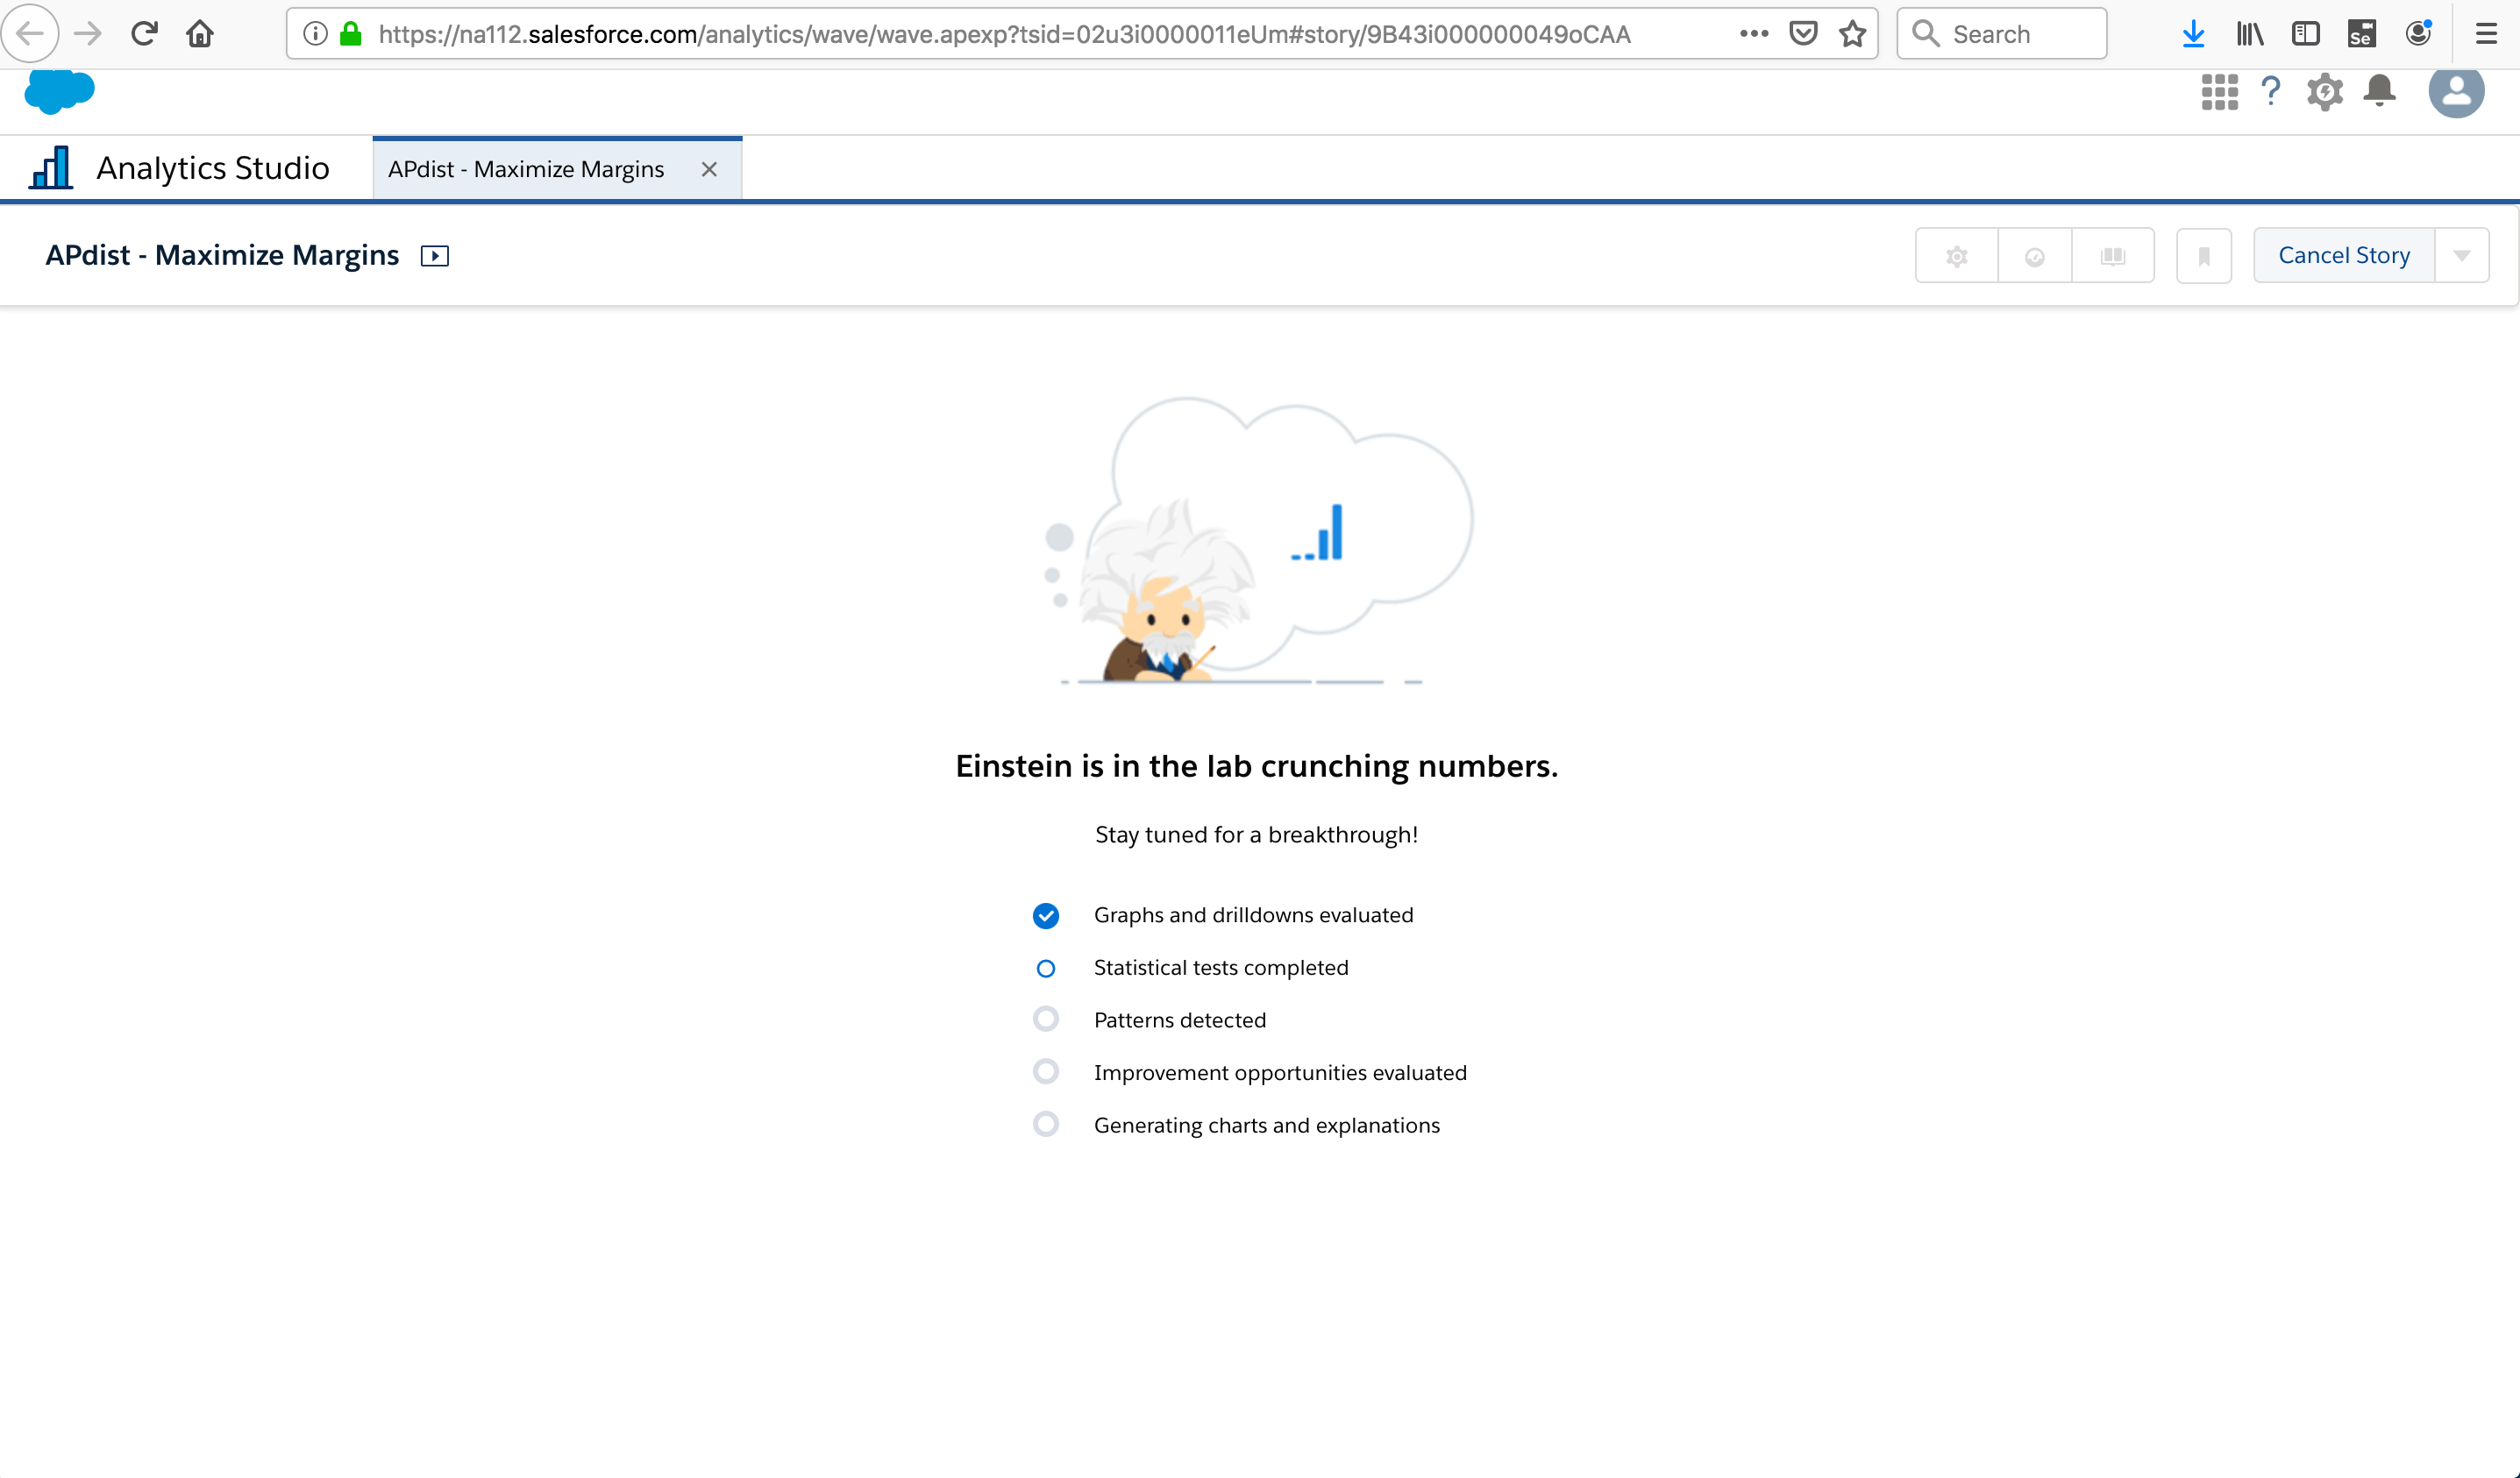 https://na112.salesforce.com/analytics/wave/wave.apexp?tsid=02u3i0000011eUm#story/9B43i000000049oCAA
Search
Se
Analytics Studio
APdist - Maximize Margins
APdist - Maximize Margins
Cancel Story
Einstein is in the lab crunching numbers.
Stay tuned for a breakthrough!
Graphs and drilldowns evaluated
Statistical tests completed
Patterns detected
Improvement opportunities evaluated
Generating charts and explanations